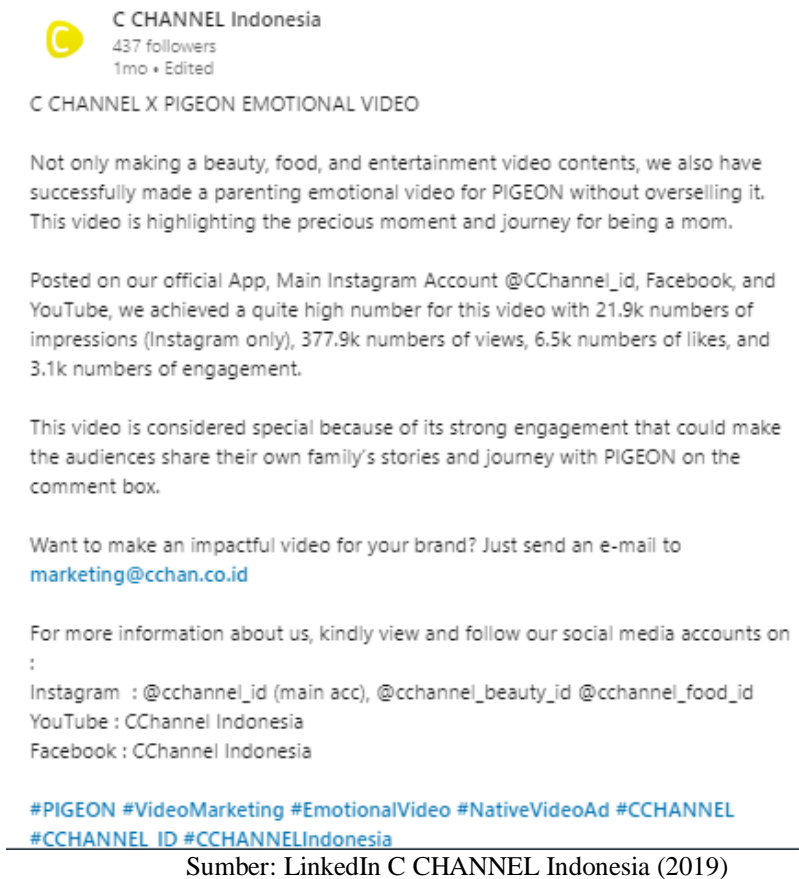 C
C CHANNEL Indonesia
437 followers
1mo • Edited
C CHANNEL X PIGEON EMOTIONAL VIDEO
Not only making a beauty, food, and entertainment video contents, we also have
successfully made a parenting emotional video for PIGEON without overselling it.
This video is highlighting the precious moment and journey for being a mom.
Posted on our official App, Main Instagram Account @CChannel_id, Facebook, and
YouTube, we achieved a quite high number for this video with 21.9k numbers of
impressions (Instagram only), 377.9k numbers of views, 6.5k numbers of likes, and
3.1k numbers of engagement.
This video is considered special because of its strong engagement that could make
the audiences share their own family's stories and journey with PIGEON on the
comment box.
Want to make an impactful video for your brand? Just send an e-mail to
marketing@cchan.co.id
For more information about us, kindly view and follow our social media accounts on
:
Instagram : @cchannel_id (main acc), @cchannel_beauty_id @cchannel_food_id
YouTube : CChannel Indonesia
Facebook : CChannel Indonesia
#PIGEON #VideoMarketing #EmotionalVideo #NativeVideoAd #CCHANNEL
#CCHANNEL_ID #CCHANNELIndonesia
Sumber: LinkedIn C CHANNEL Indonesia (2019)